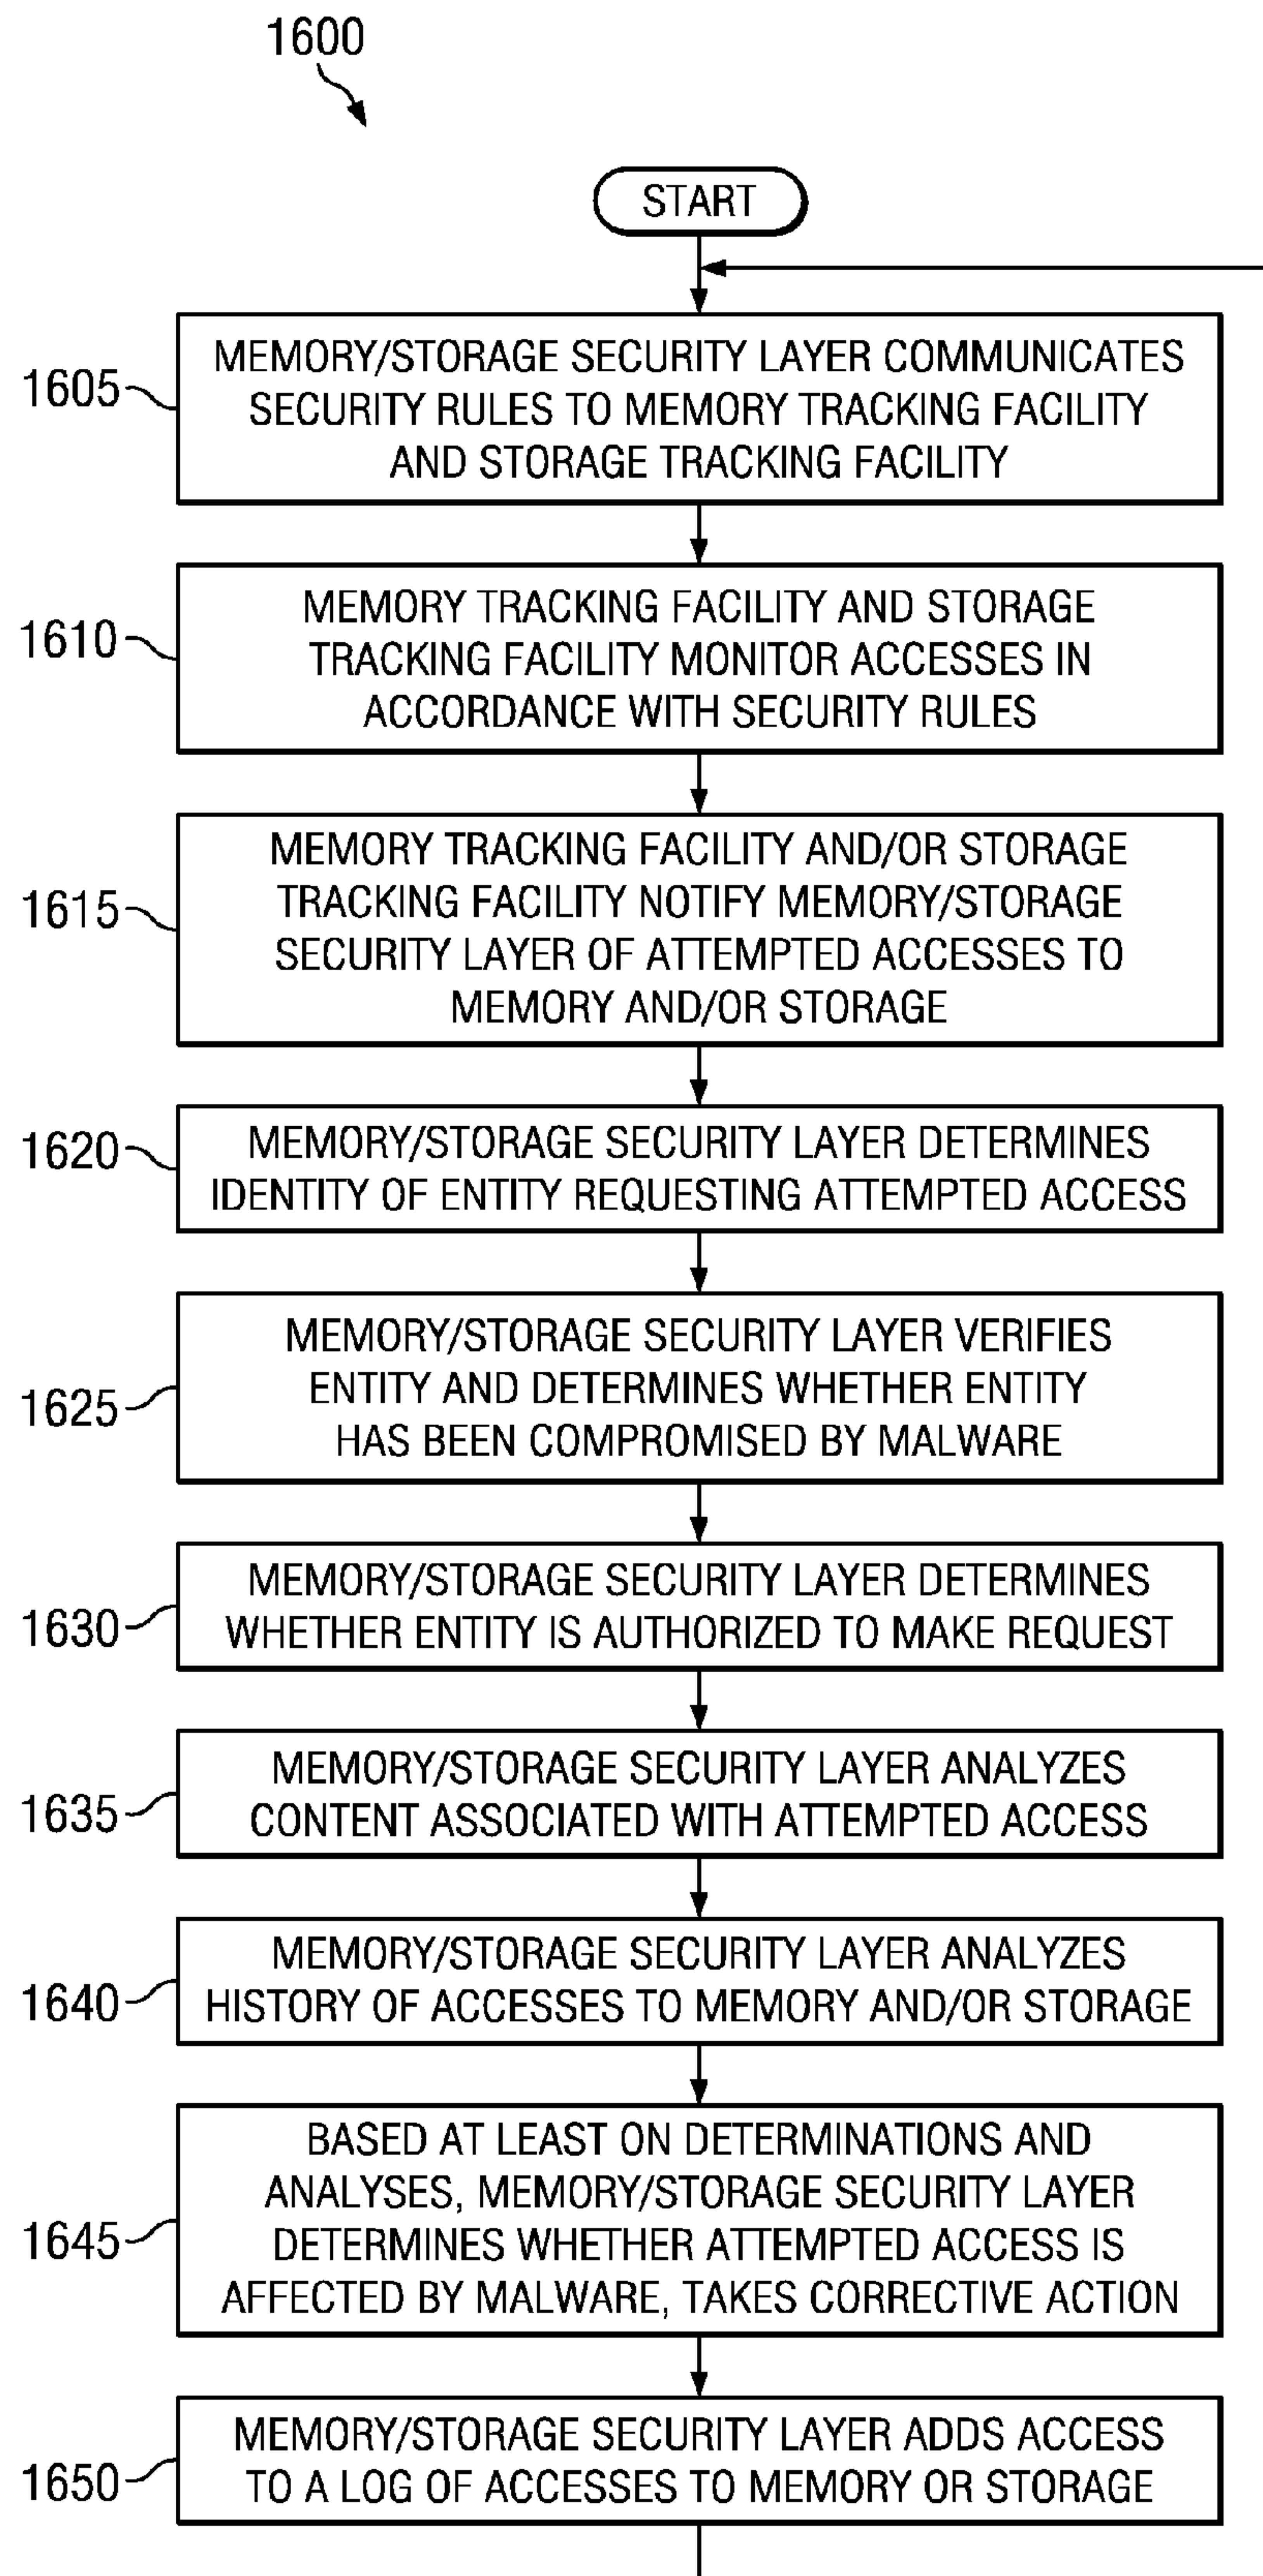 1600
START
1605
MEMORY/STORAGE SECURITY LAYER COMMUNICATES
SECURITY RULES TO MEMORY TRACKING FACILITY
AND STORAGE TRACKING FACILITY
1610
MEMORY TRACKING FACILITY AND STORAGE
TRACKING FACILITY MONITOR ACCESSES IN
ACCORDANCE WITH SECURITY RULES
1615
MEMORY TRACKING FACILITY AND/OR STORAGE
TRACKING FACILITY NOTIFY MEMORY/STORAGE
SECURITY LAYER OF ATTEMPTED ACCESSES TO
MEMORY AND/OR STORAGE
1620
MEMORY/STORAGE SECURITY LAYER DETERMINES
IDENTITY OF ENTITY REQUESTING ATTEMPTED ACCESS
1625
MEMORY/STORAGE SECURITY LAYER VERIFIES
ENTITY AND DETERMINES WHETHER ENTITY
HAS BEEN COMPROMISED BY MALWARE
1630
MEMORY/STORAGE SECURITY LAYER DETERMINES
WHETHER ENTITY IS AUTHORIZED TO MAKE REQUEST
1635
MEMORY/STORAGE SECURITY LAYER ANALYZES
CONTENT ASSOCIATED WITH ATTEMPTED ACCESS
1640
MEMORY/STORAGE SECURITY LAYER ANALYZES
HISTORY OF ACCESSES TO MEMORY AND/OR STORAGE
1645
BASED AT LEAST ON DETERMINATIONS AND
ANALYSES, MEMORY/STORAGE SECURITY LAYER
DETERMINES WHETHER ATTEMPTED ACCESS IS
AFFECTED BY MALWARE, TAKES CORRECTIVE ACTION
1650
MEMORY/STORAGE SECURITY LAYER ADDS ACCESS
TO A LOG OF ACCESSES TO MEMORY OR STORAGE